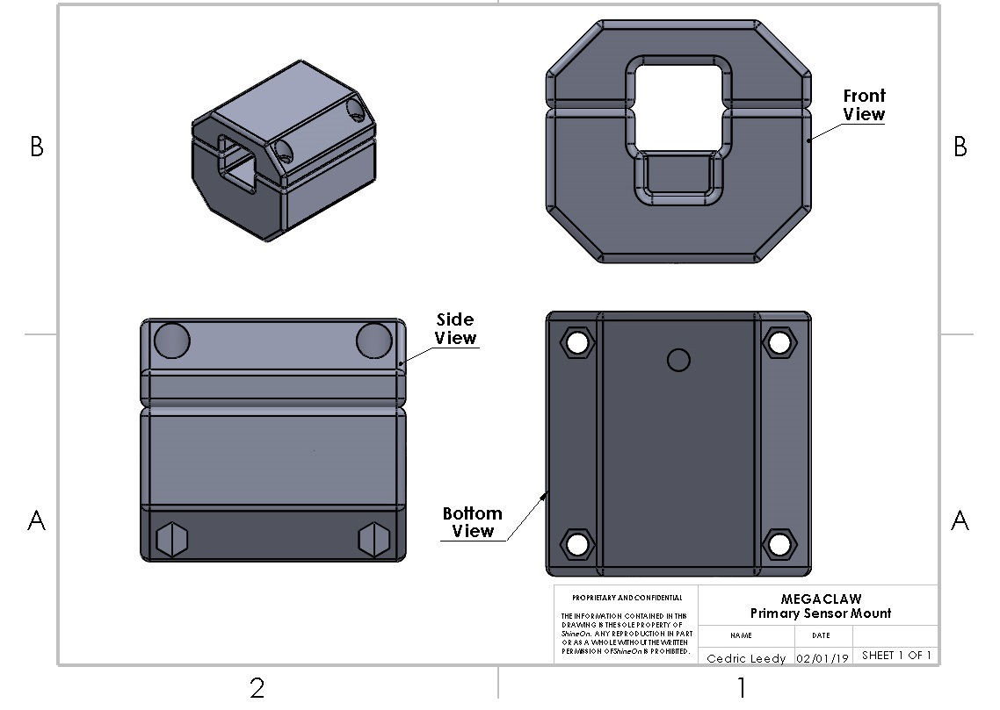 Front
View
B
B
Side
View
Bottom
View
A
A
PROPRIETARY AND CONFIDENTIAL
THE INFORMATION CONTAINED IN THIS
DRAWING IS THE SOLE PROPERTY OF
ShineOn. ANY REPRODUCTION IN PART
OR AS A WHOLE WITHOUT THE WRITTEN
PERMISSION OF ShineOn IS PROHIBITED.
MEGACLAW
Primary Sensor Mount
NAME
DATE
Cedric Leedy
02/01/19
SHEET 1 OF 1
2
1